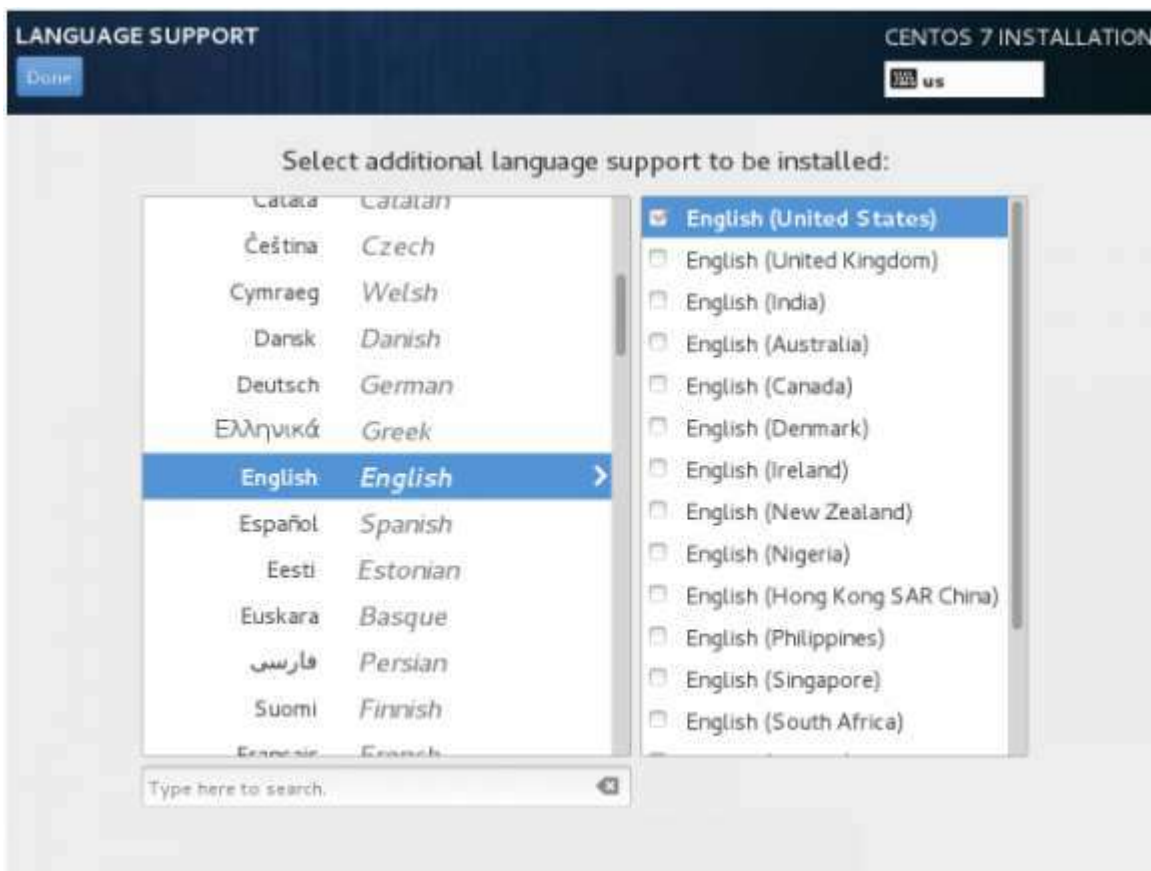 LANGUAGE SUPPORT
CENTOS 7 INSTALLATION
Done
us
Select additional language support to be installed:
Čeština Czech
Cymraeg Welsh
Dansk Danish
Deutsch German
Ελληνικά Greek
English English
Español Spanish
Eesti Estonian
Euskara Basque
فارسی Persian
Suomi Finnish
English (United States)
English (United Kingdom)
English (India)
English (Australia)
English (Canada)
English (Denmark)
English (Ireland)
English (New Zealand)
English (Nigeria)
English (Hong Kong SAR China)
English (Philippines)
English (Singapore)
English (South Africa)
Type here to search.